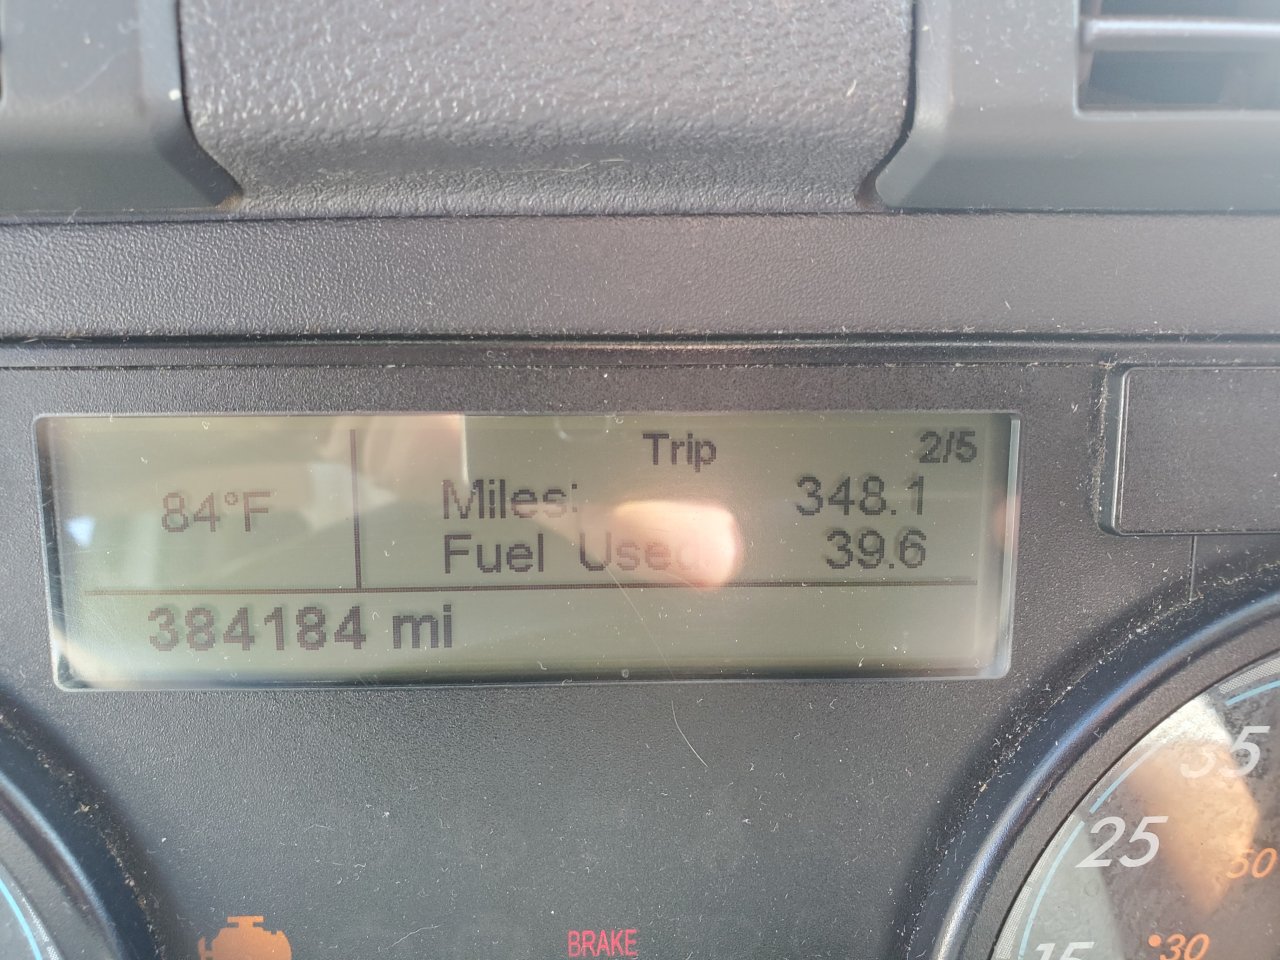 Trip 2/5
84°F
Miles: 348.1
Fuel Used 39.6
384184 mi
35
25
50
15
30
BRAKE